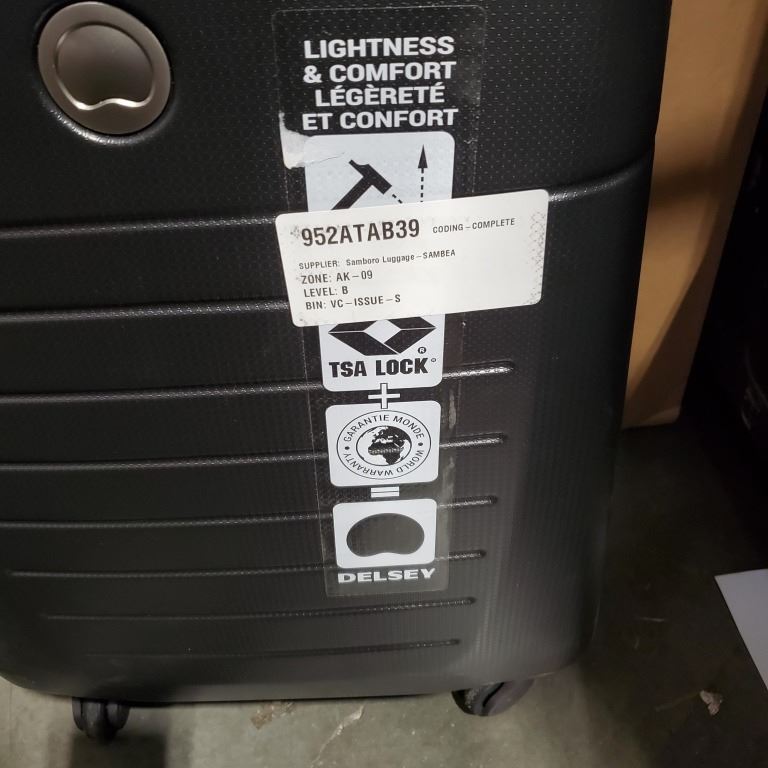 LIGHTNESS
& COMFORT
LÉGÈRETÉ
ET CONFORT
952ATAB39 CODING-COMPLETE
SUPPLIER: Samboro Luggage-SAMBEA
ZONE: AK-09
LEVEL: B
BIN: VC-ISSUE-S
®
TSA LOCK
+
GARANTIE MONDE • WORLD WARRANTY •
=
DELSEY